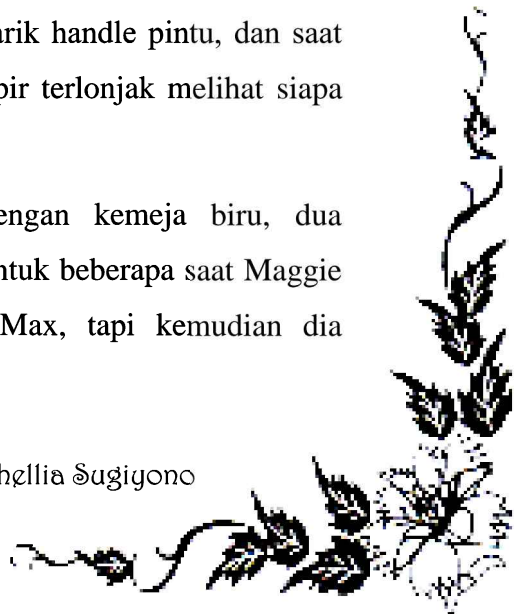 arik handle pintu, dan saat
pir terlonjak melihat siapa
engan kemeja biru, dua
ntuk beberapa saat Maggie
Max, tapi kemudian dia
hellia Sugiyono